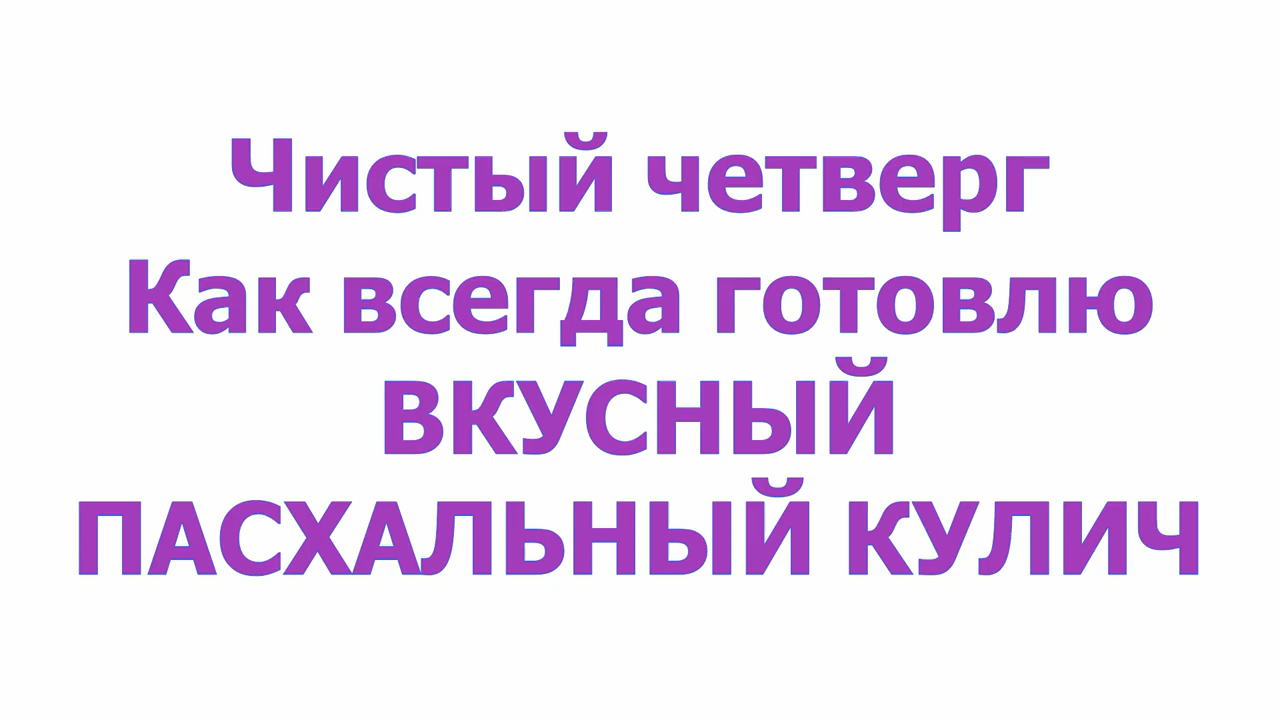 Чистый четверг
Как всегда готовлю
ВКУСНЫЙ
ПАСХАЛЬНЫЙ КУЛИЧ